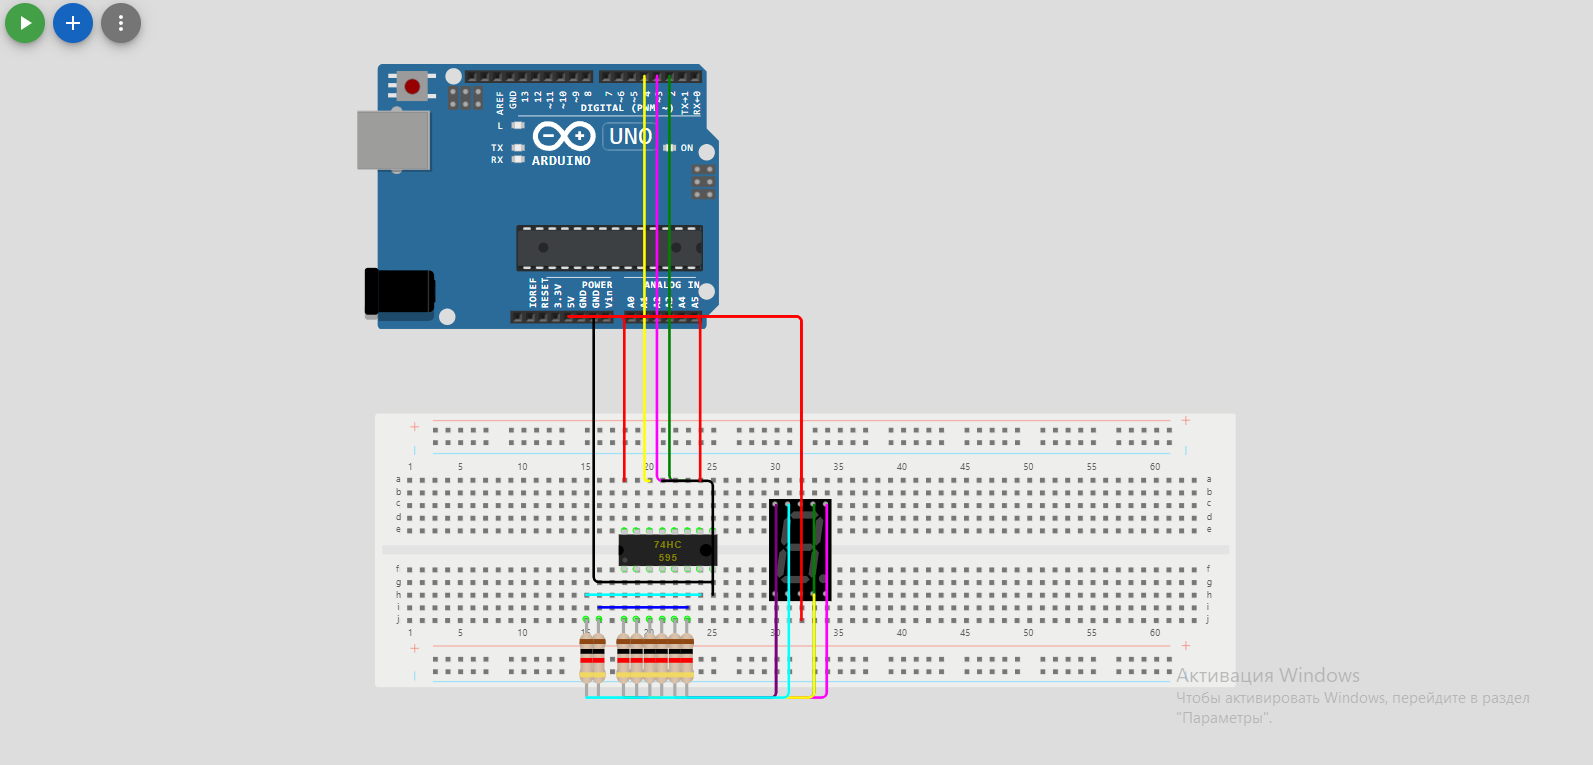 AREF GND 13 12 ~11 ~10 ~9 8 7 ~6 ~5 4 ~3 2 TX→1 RX←0
DIGITAL (PWM ~)
L
UNO
TX
ON
RX
ARDUINO
POWER
ANALOG IN
IOREF RESET 3.3V 5V GND GND Vin A0 A1 A2 A3 A4 A5
1 5 10 15 20 25 30 35 40 45 50 55 60
a a
b b
c c
d d
e e
74HC
595
f f
g g
h h
i i
j j
1 5 10 15 20 25 30 35 40 45 50 55 60
Активация Windows
Чтобы активировать Windows, перейдите в раздел
"Параметры".